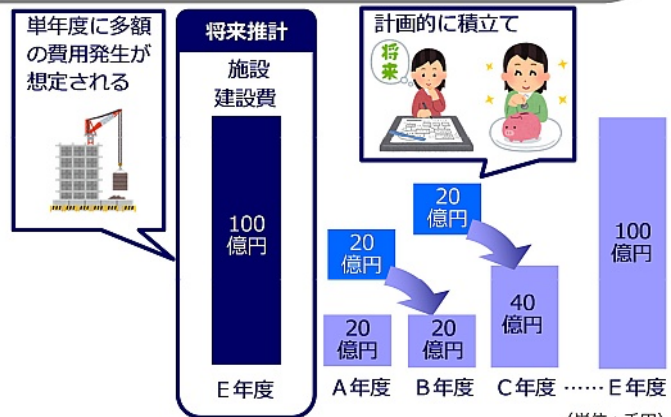 単年度に多額
の費用発生が
想定される
将来推計
施設
建設費
100
億円
E年度
計画的に積立て
将
来
20
億円
20
億円
20
億円
20
億円
40
億円
100
億円
A年度
B年度
C年度
……
E年度